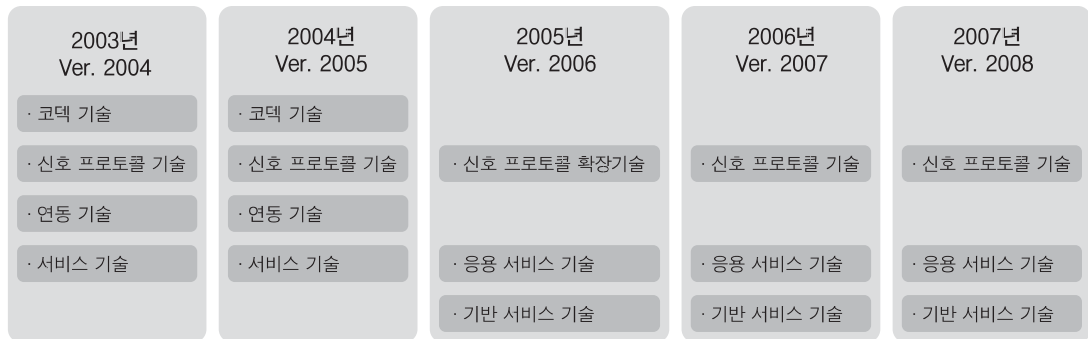 2003년
Ver. 2004
· 코덱 기술
· 신호 프로토콜 기술
· 연동 기술
· 서비스 기술
2004년
Ver. 2005
· 코덱 기술
· 신호 프로토콜 기술
· 연동 기술
· 서비스 기술
2005년
Ver. 2006
· 신호 프로토콜 확장기술
· 응용 서비스 기술
· 기반 서비스 기술
2006년
Ver. 2007
· 신호 프로토콜 기술
· 응용 서비스 기술
· 기반 서비스 기술
2007년
Ver. 2008
· 신호 프로토콜 기술
· 응용 서비스 기술
· 기반 서비스 기술